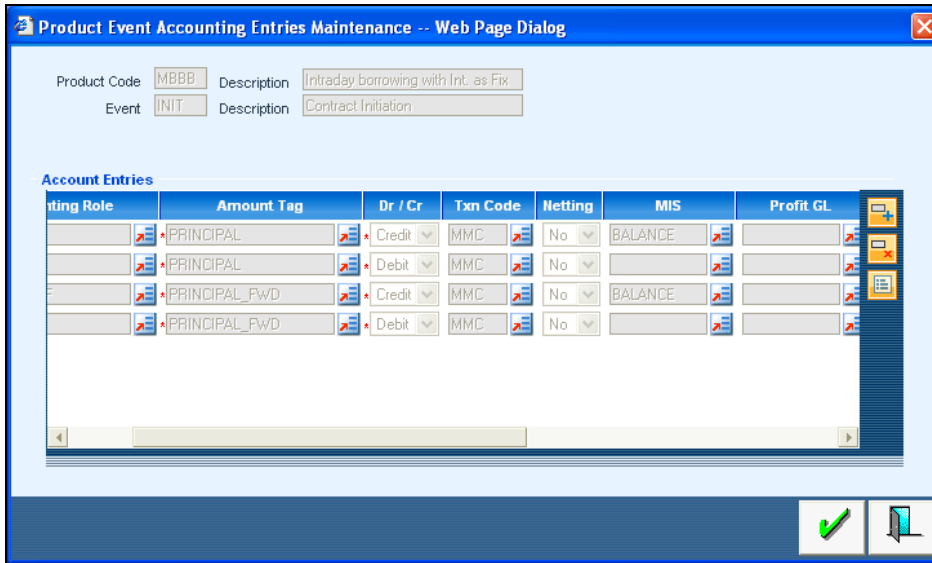 Product Event Accounting Entries Maintenance -- Web Page Dialog
Product Code MBBB Description Intraday borrowing with Int. as Fix
Event INIT Description Contract Initiation
Account Entries
nting Role Amount Tag Dr / Cr Txn Code Netting MIS Profit GL
* PRINCIPAL * Credit MMC No BALANCE
* PRINCIPAL * Debit MMC No
F * PRINCIPAL_FWD * Credit MMC No BALANCE
* PRINCIPAL_FWD * Debit MMC No